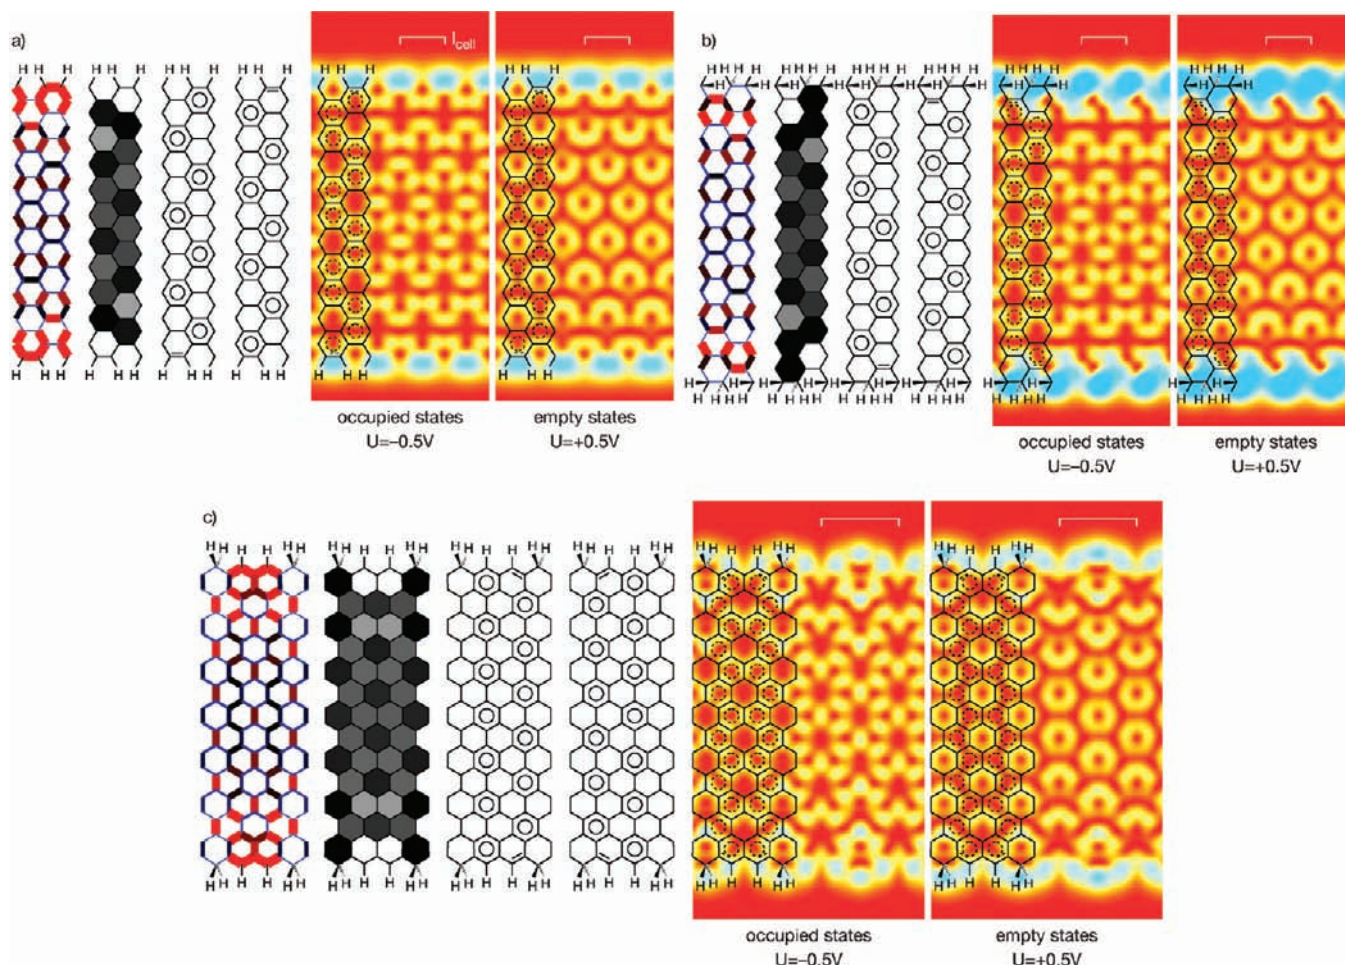 a)
H H H H H H H H H H H H
H H H H H H
l_cell
H H H H H H H H H H H H
H H H H H H
occupied states
U=−0.5V
empty states
U=+0.5V
b)
H H H H H H H H H H H H H H H H
H H H H H H H H
H H H H H H H H
H H H H
H H H H H H H H
H H H H H H H H H H H H H H H H
H H H H
H H H H H H H H
occupied states
U=−0.5V
empty states
U=+0.5V
c)
H H H H H H H H H H H H H H H H H H H H H H H H
H H H H H H H H H H H H
H H H H H H H H H H H H H H H H H H H H H H H H
H H H H H H H H H H H H
occupied states
U=−0.5V
empty states
U=+0.5V